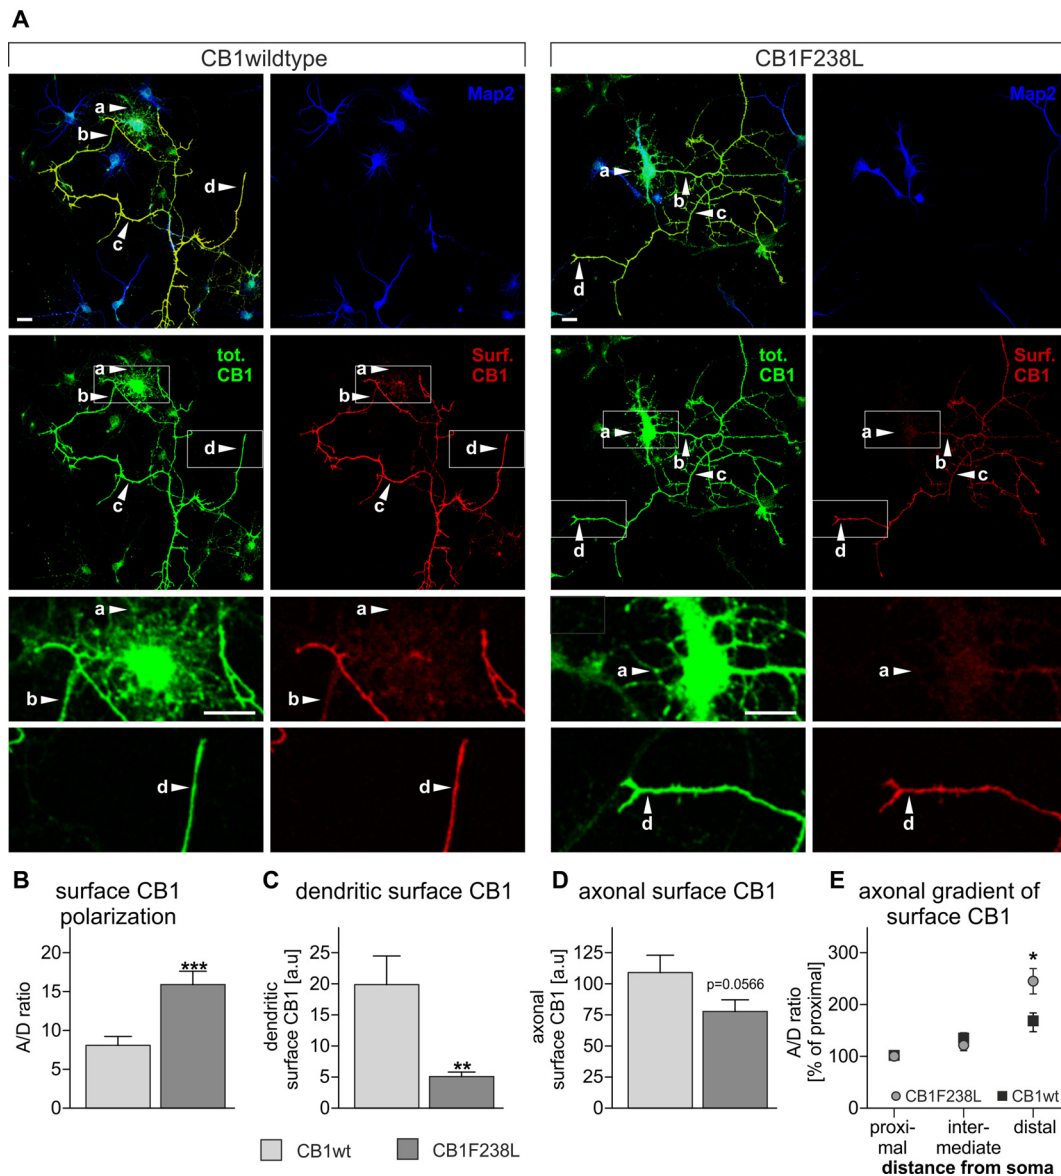 A
CB1wildtype
CB1F238L
Map2
a
b
d
c
Map2
a
b
c
d
tot.
CB1
a
b
d
c
Surf.
CB1
a
b
d
c
tot.
CB1
a
b
c
d
Surf.
CB1
a
b
c
d
a
b
a
b
a
a
d
d
d
d
B
surface CB1
polarization
A/D ratio
20
15
10
5
0
***
C
dendritic surface CB1
dendritic
surface CB1 [a.u]
25
20
15
10
5
0
**
D
axonal surface CB1
axonal
surface CB1 [a.u]
125
100
75
50
25
0
p=0.0566
E
axonal gradient of
surface CB1
A/D ratio
[% of proximal]
300
200
100
0
*
CB1F238L
CB1wt
proxi-
mal
inter-
mediate
distal
distance from soma
CB1wt
CB1F238L